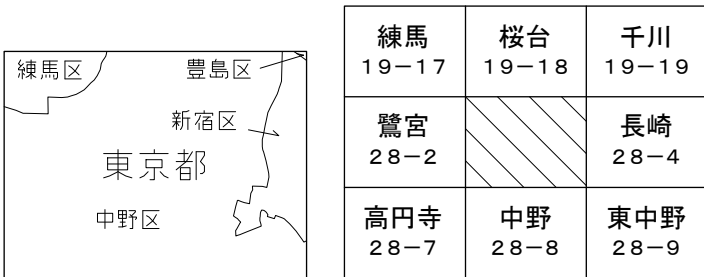 練馬区
豊島区
新宿区
東京都
中野区
練馬
19-17
桜台
19-18
千川
19-19
鷺宮
28-2
長崎
28-4
高円寺
28-7
中野
28-8
東中野
28-9